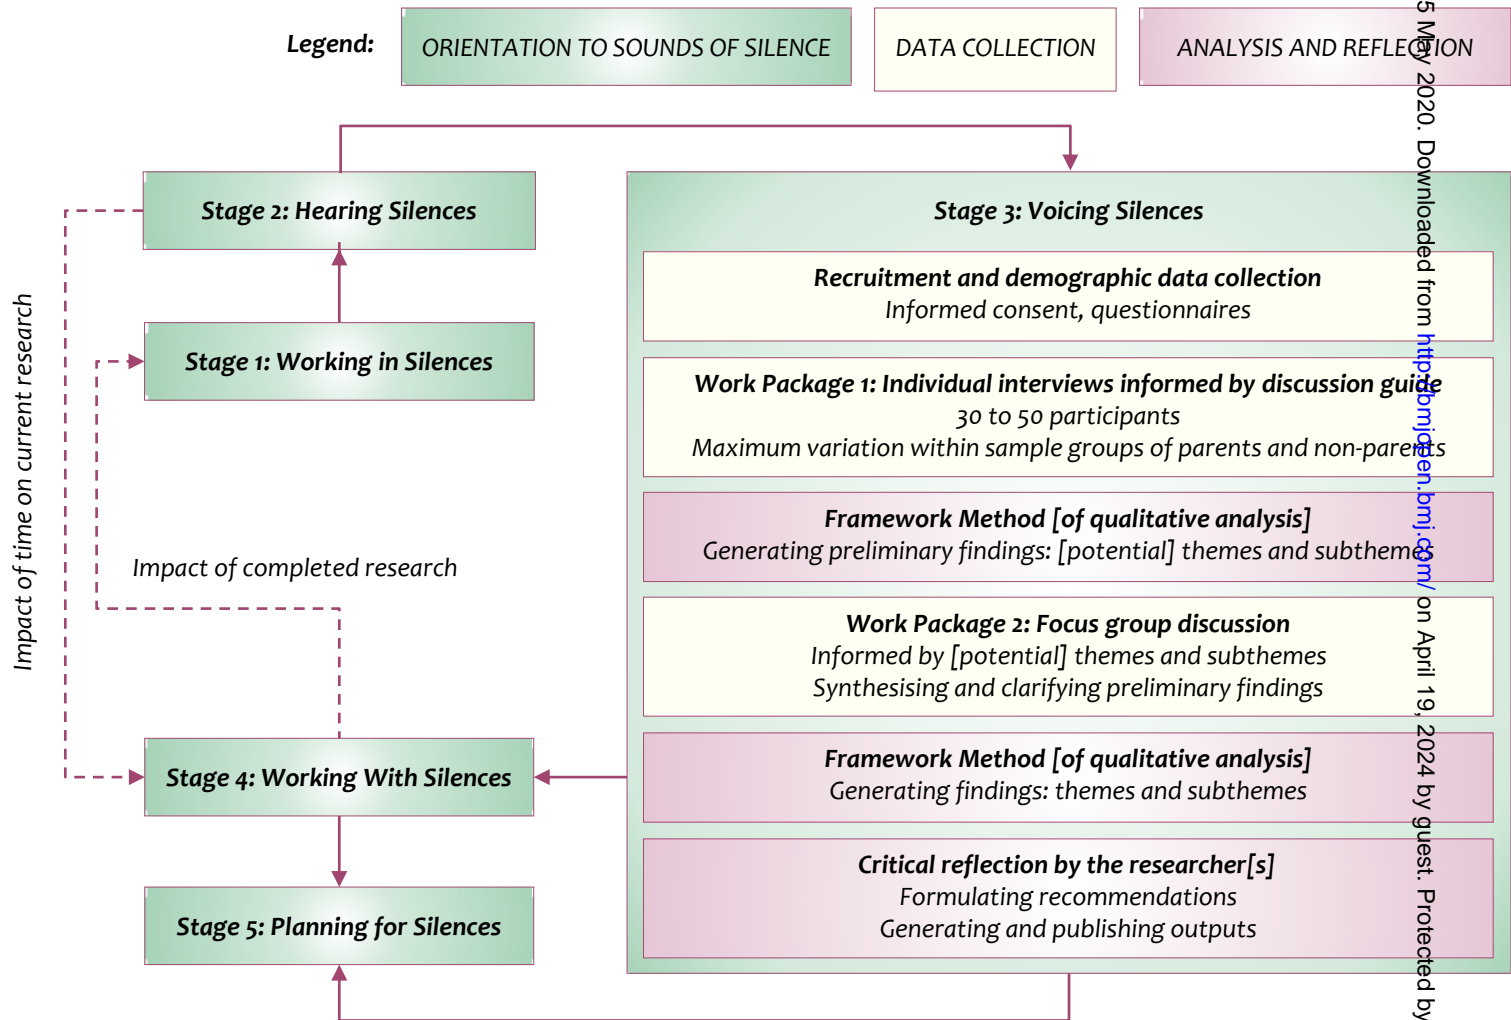 Legend:
ORIENTATION TO SOUNDS OF SILENCE
DATA COLLECTION
ANALYSIS AND REFLECTION
Stage 2: Hearing Silences
Stage 1: Working in Silences
Impact of time on current research
Impact of completed research
Stage 4: Working With Silences
Stage 5: Planning for Silences
Stage 3: Voicing Silences
Recruitment and demographic data collection
Informed consent, questionnaires
Work Package 1: Individual interviews informed by discussion guide
30 to 50 participants
Maximum variation within sample groups of parents and non-parents
Framework Method [of qualitative analysis]
Generating preliminary findings: [potential] themes and subthemes
Work Package 2: Focus group discussion
Informed by [potential] themes and subthemes
Synthesising and clarifying preliminary findings
Framework Method [of qualitative analysis]
Generating findings: themes and subthemes
Critical reflection by the researcher[s]
Formulating recommendations
Generating and publishing outputs
5 May 2020. Downloaded from http://bmjopen.bmj.com/ on April 19, 2024 by guest. Protected by